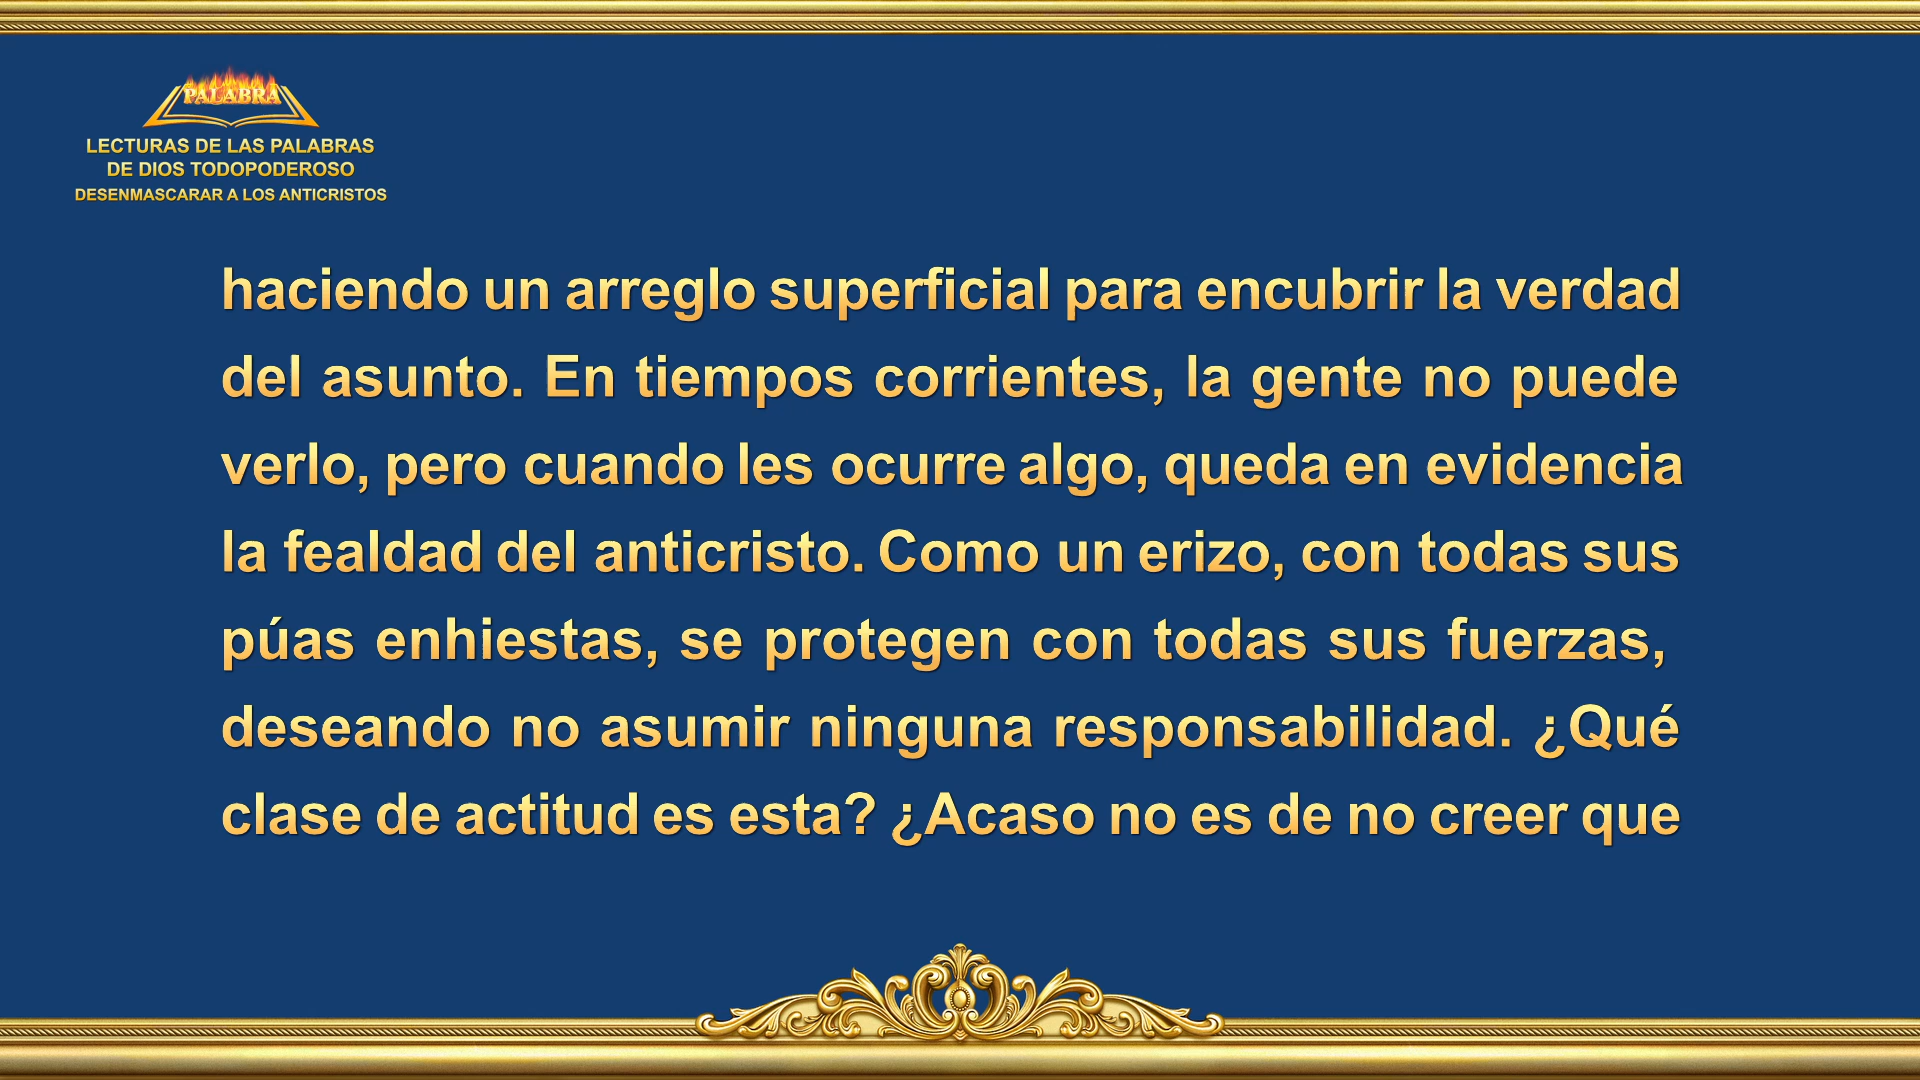 PALABRA
LECTURAS DE LAS PALABRAS
DE DIOS TODOPODEROSO
DESENMASCARAR A LOS ANTICRISTOS
haciendo un arreglo superficial para encubrir la verdad
del asunto. En tiempos corrientes, la gente no puede
verlo, pero cuando les ocurre algo, queda en evidencia
la fealdad del anticristo. Como un erizo, con todas sus
púas enhiestas, se protegen con todas sus fuerzas,
deseando no asumir ninguna responsabilidad. ¿Qué
clase de actitud es esta? ¿Acaso no es de no creer que